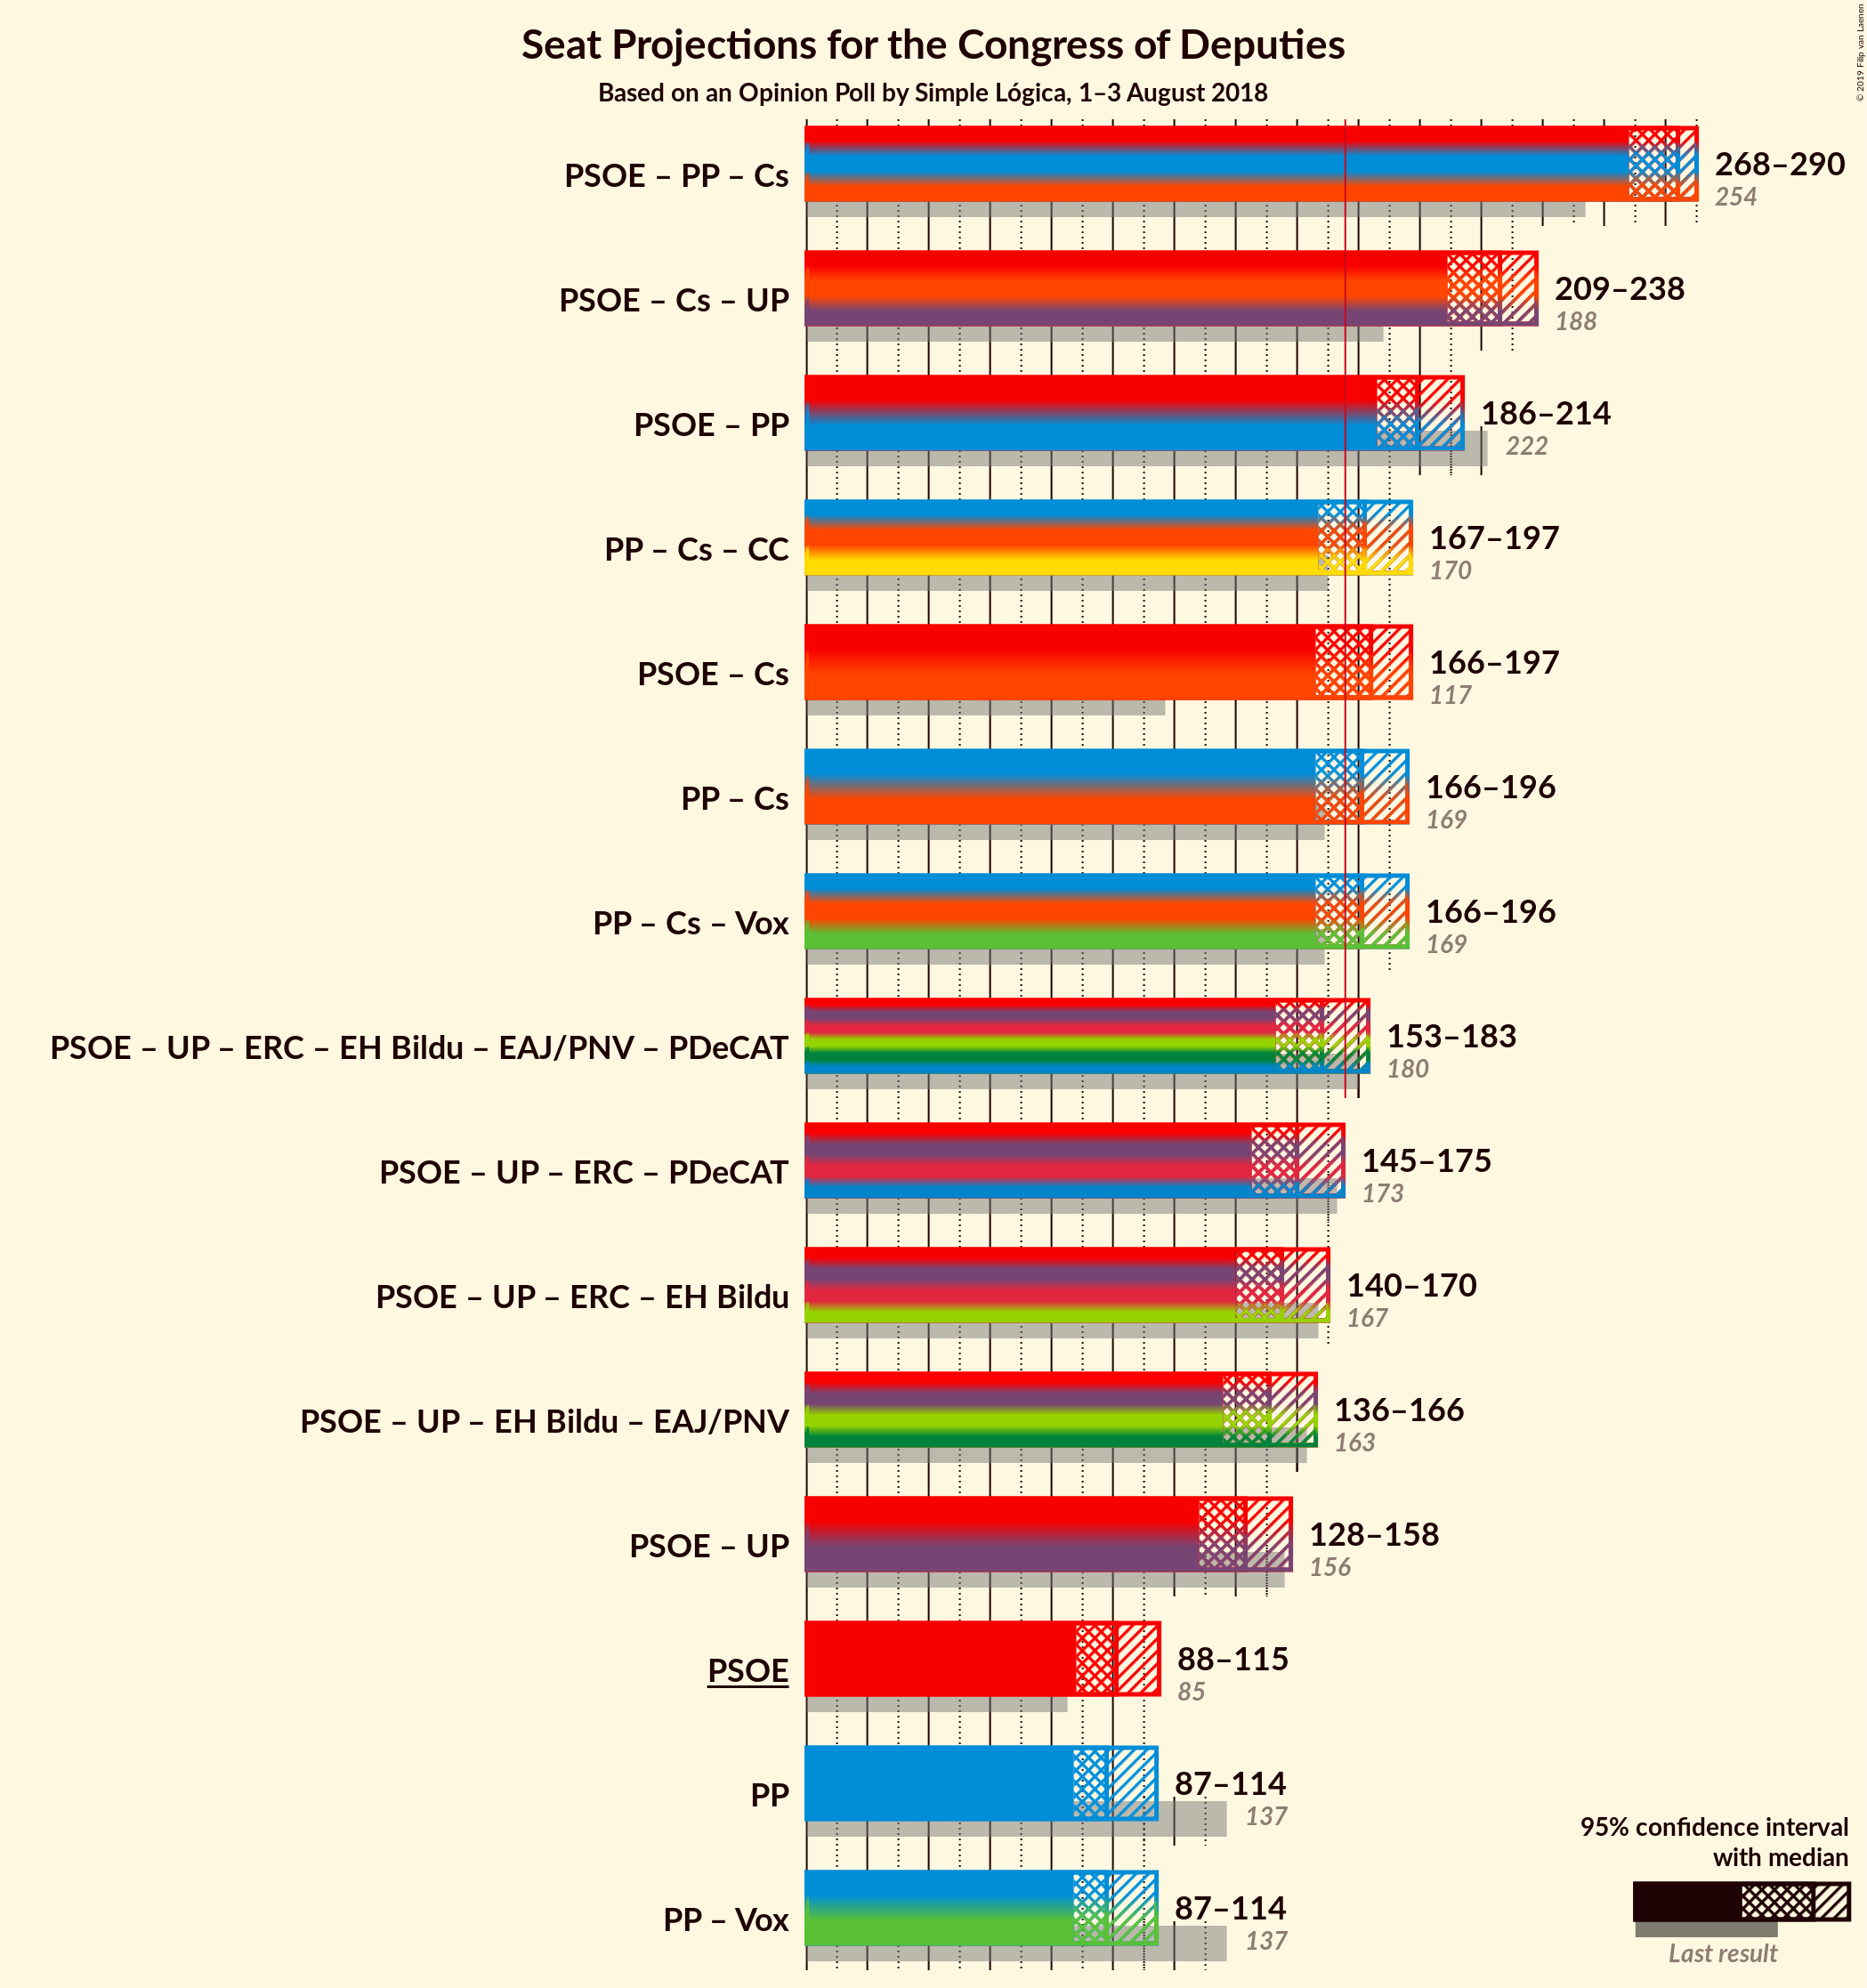 Seat Projections for the Congress of Deputies
Based on an Opinion Poll by Simple Lógica, 1–3 August 2018
© 2019 Filip van Laenen
PSOE – PP – Cs
268–290
254
PSOE – Cs – UP
209–238
188
PSOE – PP
186–214
222
PP – Cs – CC
167–197
170
PSOE – Cs
166–197
117
PP – Cs
166–196
169
PP – Cs – Vox
166–196
169
PSOE – UP – ERC – EH Bildu – EAJ/PNV – PDeCAT
153–183
180
PSOE – UP – ERC – PDeCAT
145–175
173
PSOE – UP – ERC – EH Bildu
140–170
167
PSOE – UP – EH Bildu – EAJ/PNV
136–166
163
PSOE – UP
128–158
156
PSOE
88–115
85
PP
87–114
137
PP – Vox
87–114
137
95% confidence interval
with median
Last result